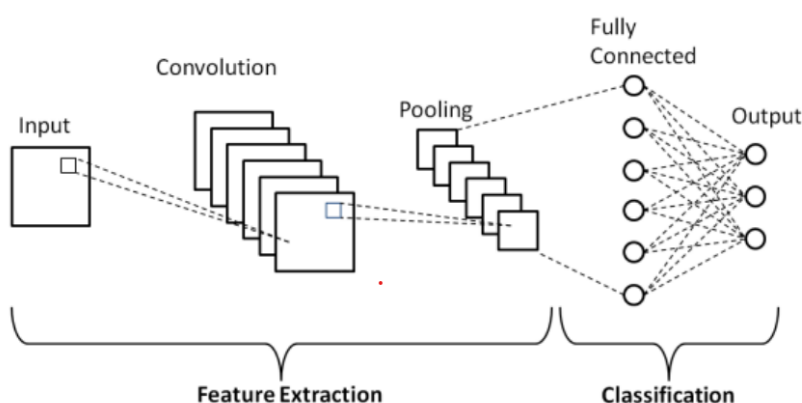 Fully
Connected
Convolution
Pooling
Output
Input
Feature Extraction
Classification